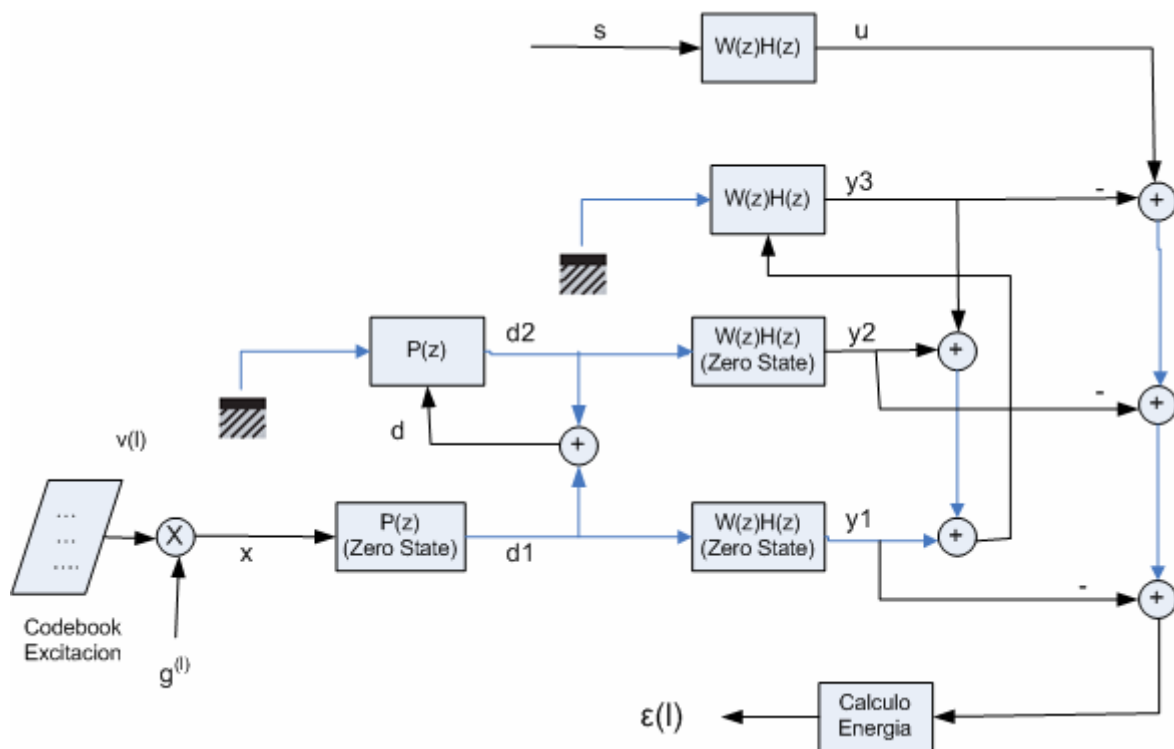 s
W(z)H(z)
u
W(z)H(z)
y3
-
+
P(z)
d2
W(z)H(z)
(Zero State)
y2
+
-
+
d
+
v(l)
...
...
....
X
x
P(z)
(Zero State)
d1
W(z)H(z)
(Zero State)
y1
+
-
+
Codebook
Excitacion
g(l)
ε(l)
Calculo
Energia